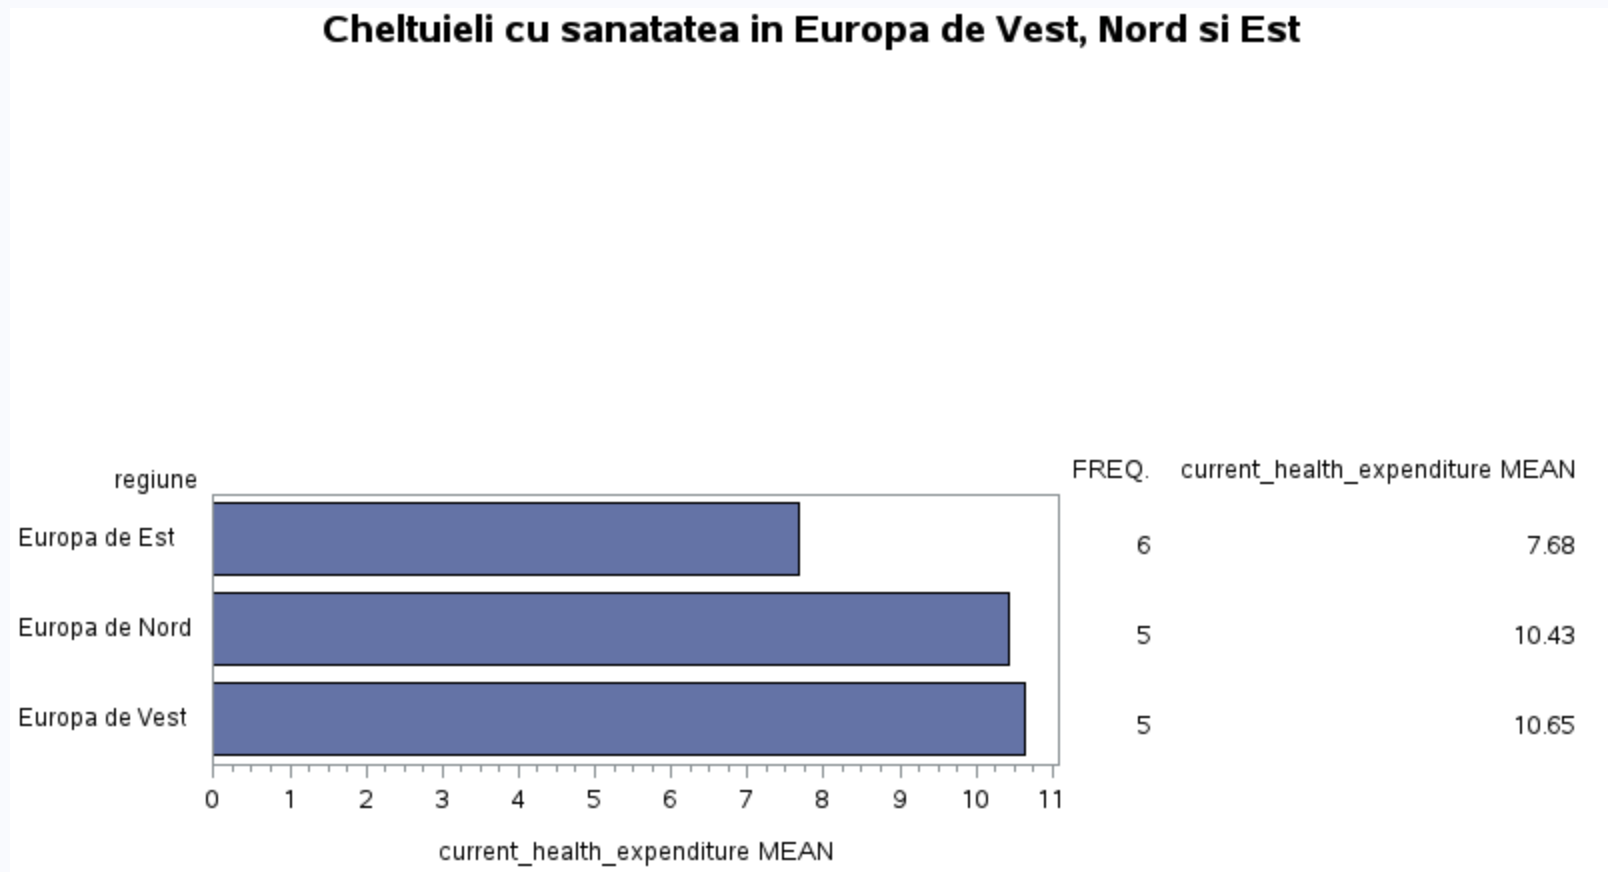 Cheltuieli cu sanatatea in Europa de Vest, Nord si Est
regiune FREQ. current_health_expenditure MEAN
Europa de Est 6 7.68
Europa de Nord 5 10.43
Europa de Vest 5 10.65
0 1 2 3 4 5 6 7 8 9 10 11
current_health_expenditure MEAN